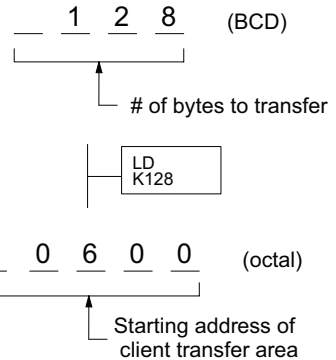 1 2 8 (BCD)
# of bytes to transfer
LD
K128
0 6 0 0 (octal)
Starting address of
client transfer area